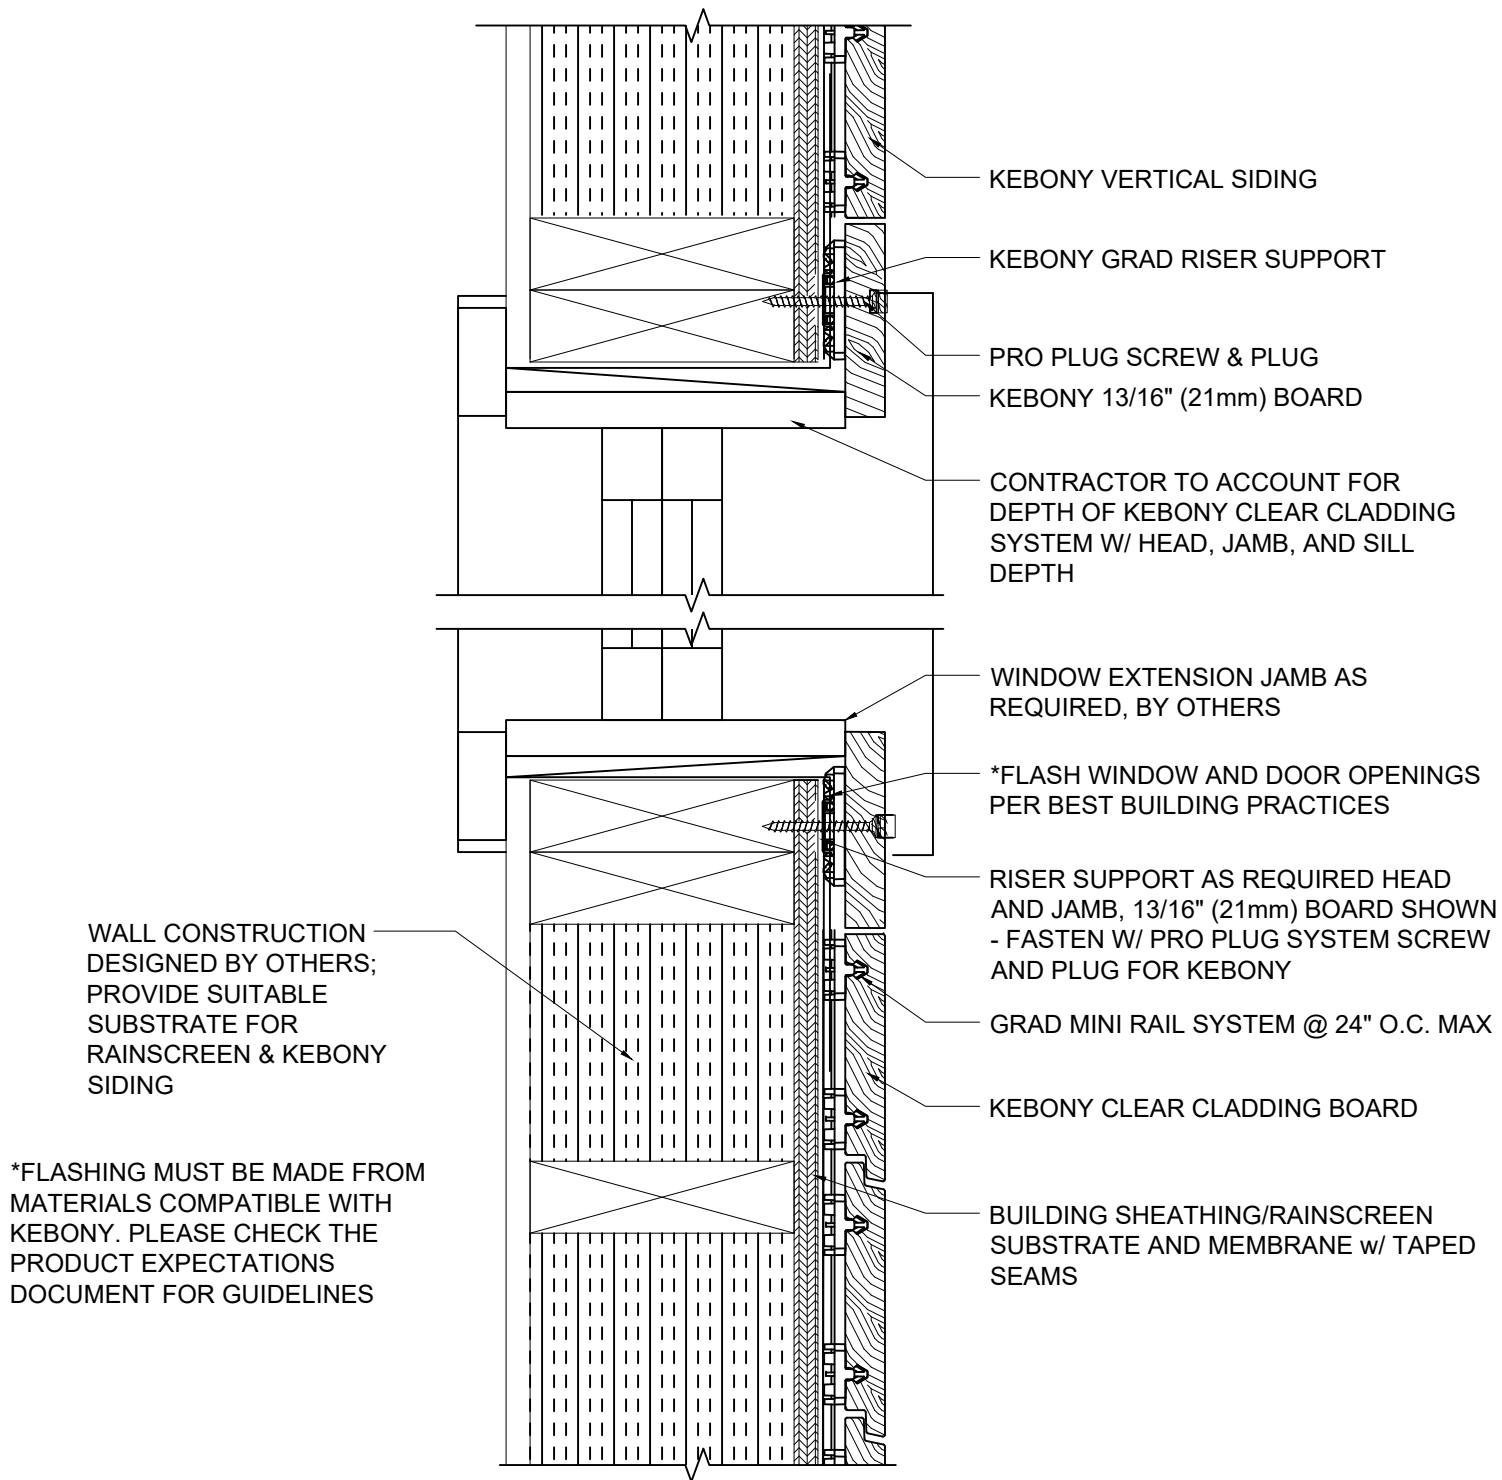 KEBONY VERTICAL SIDING
KEBONY GRAD RISER SUPPORT
PRO PLUG SCREW & PLUG
KEBONY 13/16" (21mm) BOARD
CONTRACTOR TO ACCOUNT FOR
DEPTH OF KEBONY CLEAR CLADDING
SYSTEM W/ HEAD, JAMB, AND SILL
DEPTH
WINDOW EXTENSION JAMB AS
REQUIRED, BY OTHERS
*FLASH WINDOW AND DOOR OPENINGS
PER BEST BUILDING PRACTICES
RISER SUPPORT AS REQUIRED HEAD
AND JAMB, 13/16" (21mm) BOARD SHOWN
- FASTEN W/ PRO PLUG SYSTEM SCREW
AND PLUG FOR KEBONY
GRAD MINI RAIL SYSTEM @ 24" O.C. MAX
KEBONY CLEAR CLADDING BOARD
BUILDING SHEATHING/RAINSCREEN
SUBSTRATE AND MEMBRANE w/ TAPED
SEAMS
WALL CONSTRUCTION
DESIGNED BY OTHERS;
PROVIDE SUITABLE
SUBSTRATE FOR
RAINSCREEN & KEBONY
SIDING
*FLASHING MUST BE MADE FROM
MATERIALS COMPATIBLE WITH
KEBONY. PLEASE CHECK THE
PRODUCT EXPECTATIONS
DOCUMENT FOR GUIDELINES